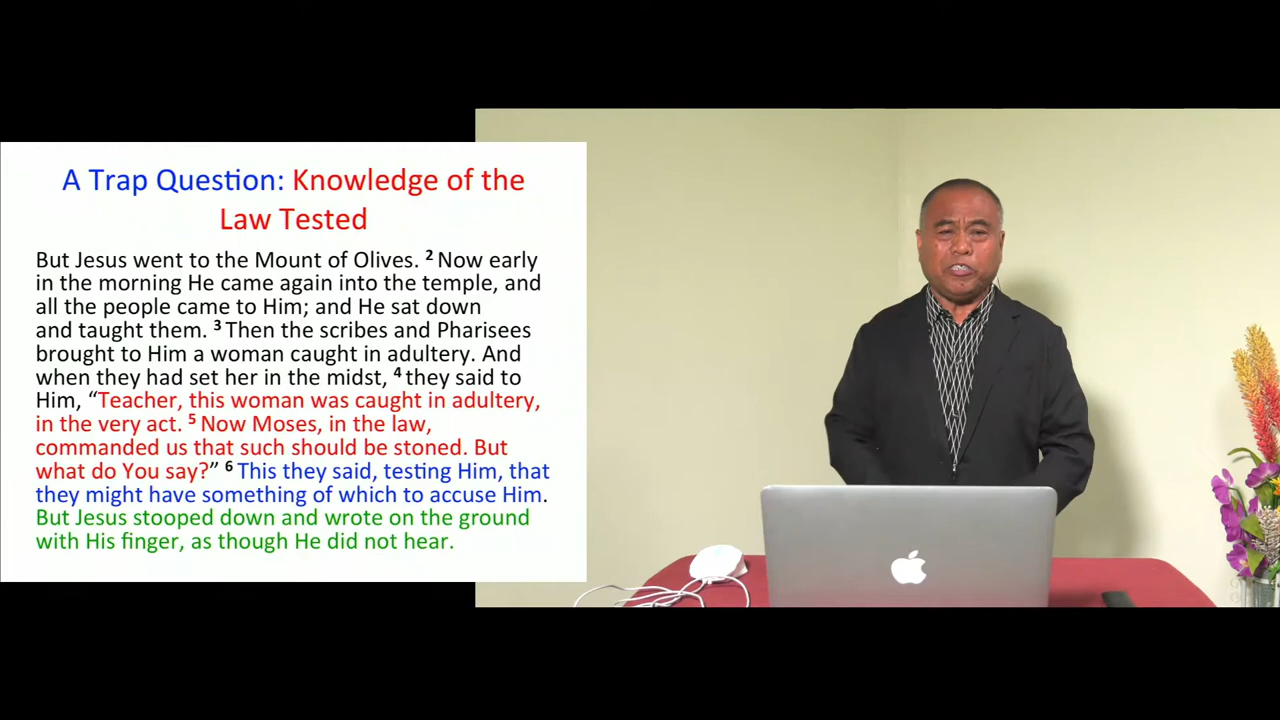 A Trap Question: Knowledge of the
Law Tested
But Jesus went to the Mount of Olives. 2 Now early
in the morning He came again into the temple, and
all the people came to Him; and He sat down
and taught them. 3 Then the scribes and Pharisees
brought to Him a woman caught in adultery. And
when they had set her in the midst, 4 they said to
Him, “Teacher, this woman was caught in adultery,
in the very act. 5 Now Moses, in the law,
commanded us that such should be stoned. But
what do You say?” 6 This they said, testing Him, that
they might have something of which to accuse Him.
But Jesus stooped down and wrote on the ground
with His finger, as though He did not hear.